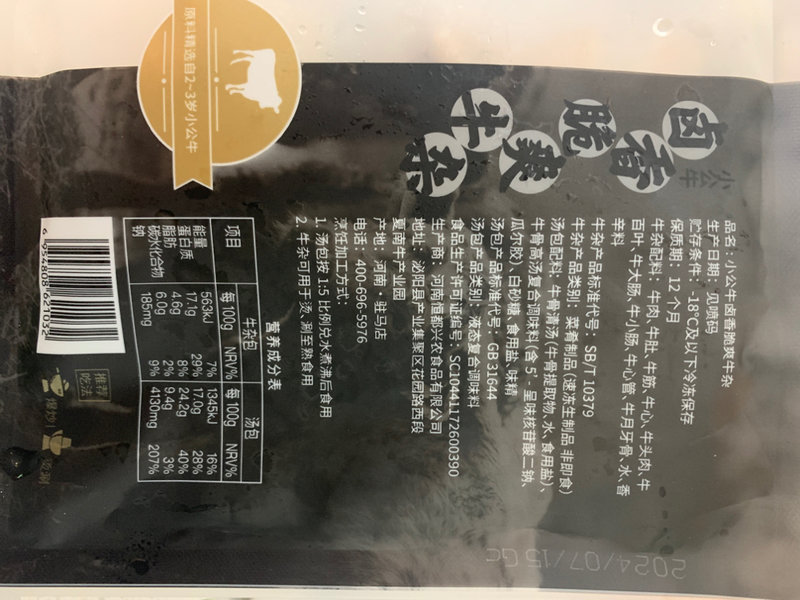 原料精选自2~3岁小公牛
小公牛
卤香脆爽牛杂
品名：小公牛卤香脆爽牛杂
生产日期：见喷码
贮存条件：-18℃及以下冷冻保存
保质期：12个月
牛杂配料：牛肉、牛肚、牛筋、牛心、牛头肉、牛
百叶、牛大肠、牛小肠、牛心管、牛月牙骨、水、香
辛料
牛杂产品标准代号：SB/T 10379
牛杂产品类别：菜肴制品（速冻生制品 非即食）
汤包配料：牛骨清汤（牛骨提取物、水、食用盐）、
牛骨高汤复合调味料（含5'-呈味核苷酸二钠、
瓜尔胶）、白砂糖、食用盐、味精
汤包产品标准代号：GB 31644
汤包产品类别：液态复合调味料
食品生产许可证编号：SC10441172600390
生产商：河南恒都兴农食品有限公司
地址：泌阳县产业集聚区花园路西段
夏南牛产业园
产地：河南·驻马店
电话：400-696-5976
烹饪加工方式：
1. 汤包按 1:5 比例兑水煮沸后食用
2. 牛杂可用于烫、涮至熟食用
营养成分表
项目 牛杂包 汤包
每100g NRV% 每100g NRV%
能量 563kJ 7% 1345kJ 16%
蛋白质 17.1g 29% 17.0g 28%
脂肪 4.6g 8% 24.2g 40%
碳水化合物 6.0g 2% 9.4g 3%
钠 185mg 9% 4130mg 207%
推荐
吃法
2024/07/15 GC